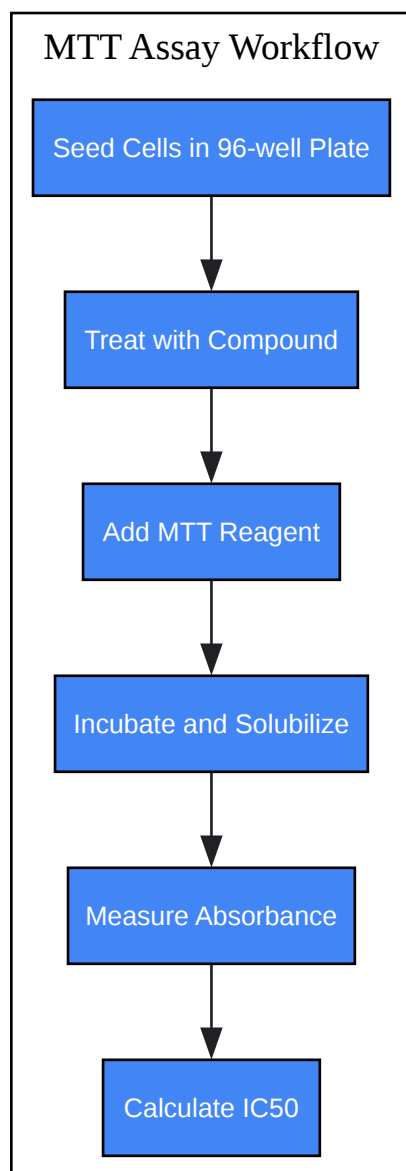 MTT Assay Workflow
Seed Cells in 96-well Plate
Treat with Compound
Add MTT Reagent
Incubate and Solubilize
Measure Absorbance
Calculate IC50